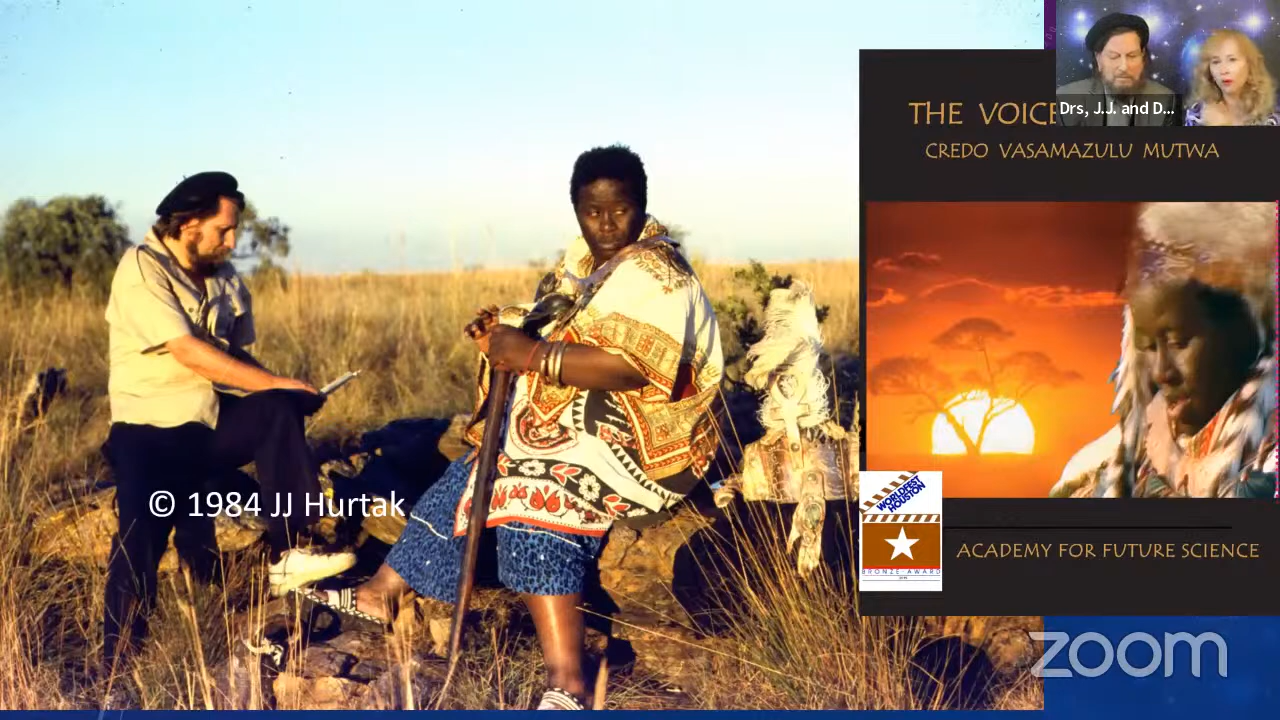 THE VOICE
CREDO VASAMAZULU MUTWA
Drs, J.J. and D...
© 1984 JJ Hurtak
WORLDFEST
HOUSTON
BRONZE-AWARD
ACADEMY FOR FUTURE SCIENCE
zoom